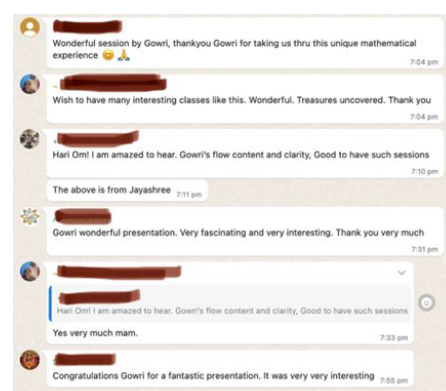 Wonderful session by Gowri, thankyou Gowri for taking us thru this unique mathematical
experience 😊 🙏
7:04 pm
Wish to have many interesting classes like this. Wonderful. Treasures uncovered. Thank you
7:04 pm
Hari Om! I am amazed to hear. Gowri's flow content and clarity, Good to have such sessions
7:10 pm
The above is from Jayashree 7:11 pm
Gowri wonderful presentation. Very fascinating and very interesting. Thank you very much
7:31 pm
Hari Om! I am amazed to hear. Gowri's flow content and clarity, Good to have such sessions
Yes very much mam.
7:33 pm
Congratulations Gowri for a fantastic presentation. It was very very interesting 7:55 pm